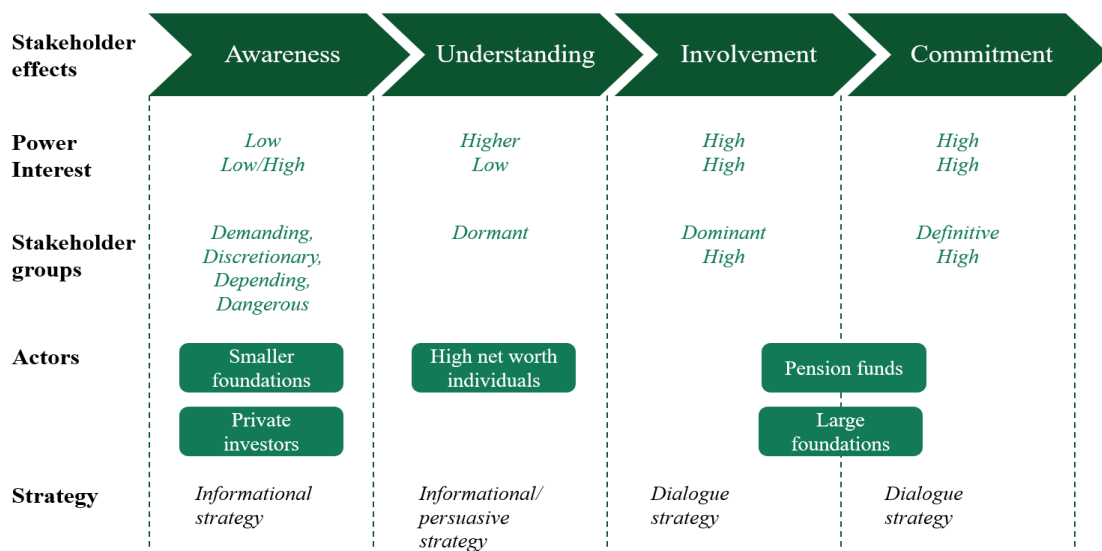 Stakeholder
effects
Awareness
Understanding
Involvement
Commitment
Power
Interest
Low
Low/High
Higher
Low
High
High
High
High
Stakeholder
groups
Demanding,
Discretionary,
Depending,
Dangerous
Dormant
Dominant
High
Definitive
High
Actors
Smaller
foundations
High net worth
individuals
Pension funds
Private
investors
Large
foundations
Strategy
Informational
strategy
Informational/
persuasive
strategy
Dialogue
strategy
Dialogue
strategy